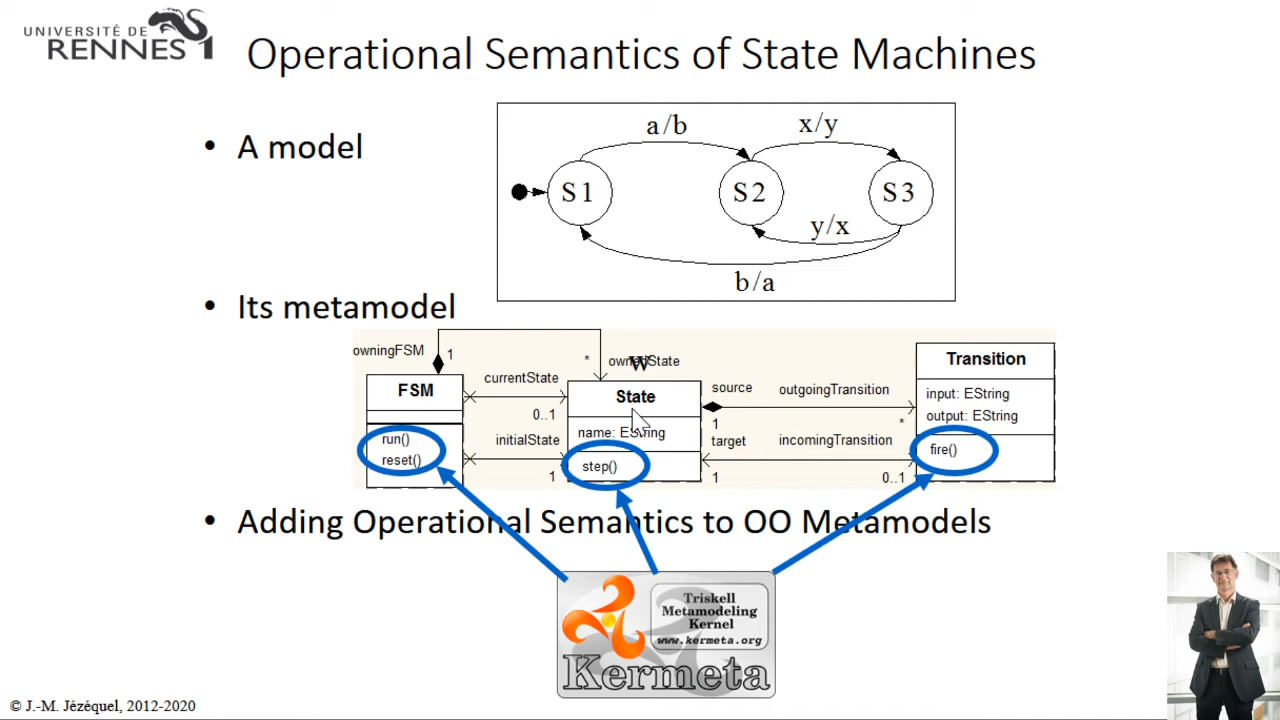 UNIVERSITÉ DE
RENNES 1
Operational Semantics of State Machines
• A model
a/b
x/y
S1
S2
S3
y/x
b/a
• Its metamodel
owningFSM
1
*
ownedState
w
FSM
currentState
0..1
State
source
outgoingTransition
Transition
input: EString
output: EString
1
*
name: EString
run()
reset()
initialState
1
step()
target
1
incomingTransition
0..1
fire()
• Adding Operational Semantics to OO Metamodels
Triskell
Metamodeling
Kernel
www.kermeta.org
Kermeta
© J.-M. Jézéquel, 2012-2020